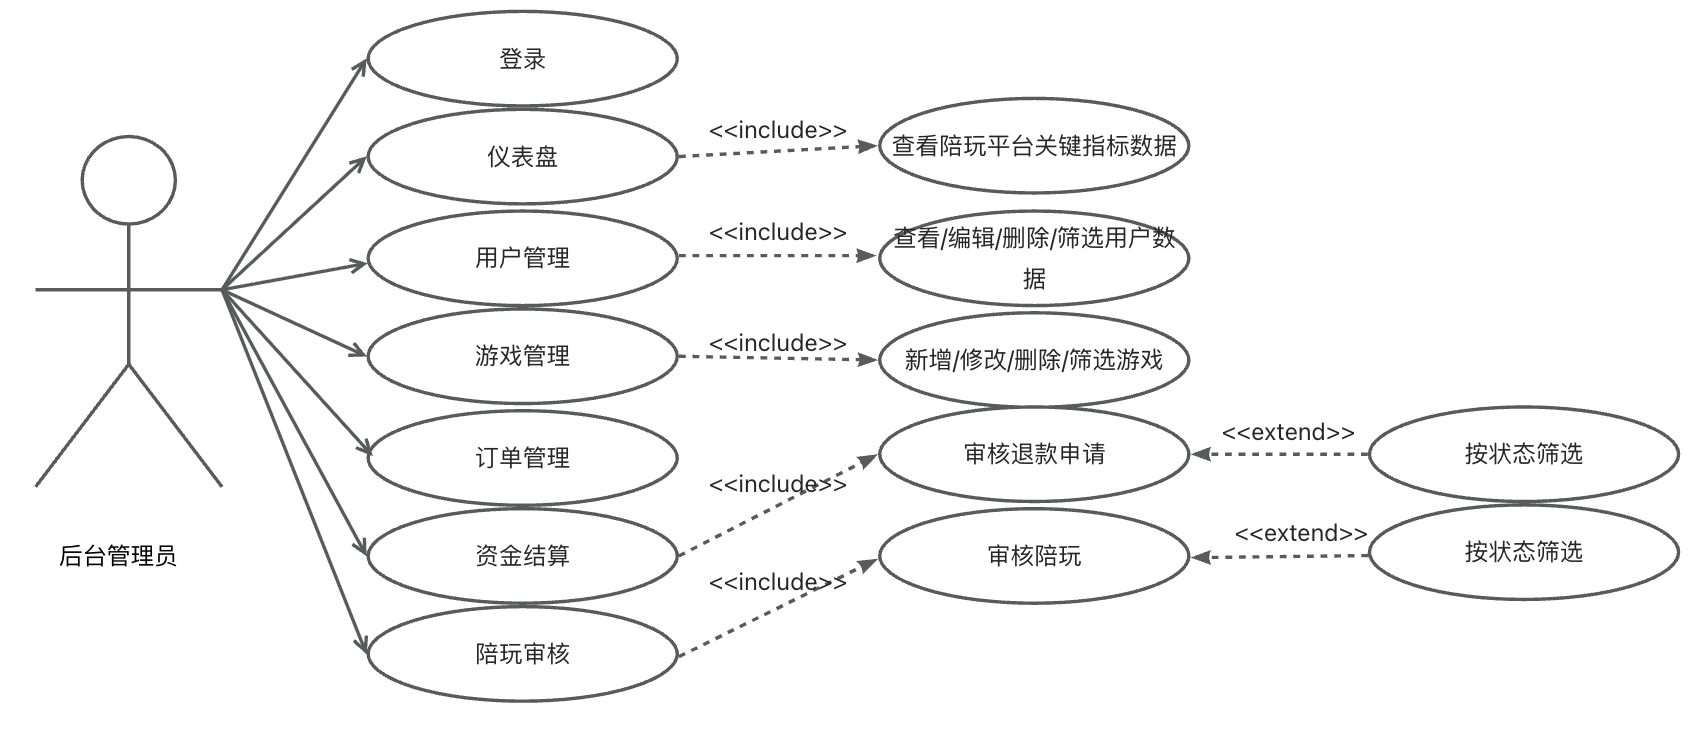 登录
仪表盘
<<include>>
查看陪玩平台关键指标数据
用户管理
<<include>>
查看/编辑/删除/筛选用户数
据
游戏管理
<<include>>
新增/修改/删除/筛选游戏
订单管理
<<include>>
审核退款申请
<<extend>>
按状态筛选
后台管理员
资金结算
<<include>>
审核陪玩
<<extend>>
按状态筛选
陪玩审核